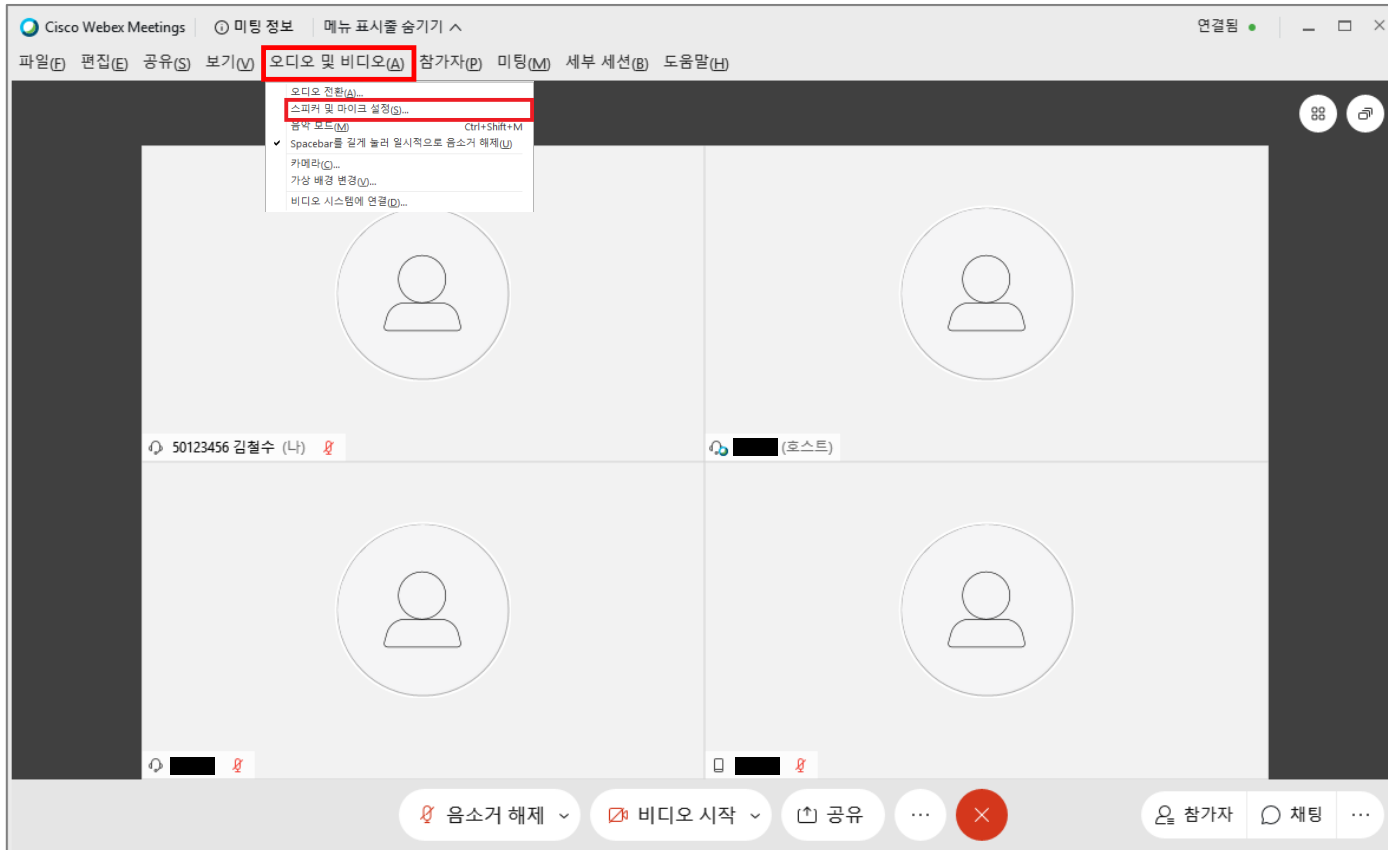 Cisco Webex Meetings ⓘ 미팅 정보 메뉴 표시줄 숨기기 연결됨
파일(F) 편집(E) 공유(S) 보기(V) 오디오 및 비디오(A) 참가자(P) 미팅(M) 세부 세션(B) 도움말(H)
오디오 전환(A)...
스피커 및 마이크 설정(S)...
음악 모드(M) Ctrl+Shift+M
✔ Spacebar를 길게 눌러 일시적으로 음소거 해제(U)
카메라(C)...
가상 배경 변경(V)...
비디오 시스템에 연결(D)...
50123456 김철수 (나)
(호스트)
음소거 해제 비디오 시작 공유 ... 참가자 채팅 ...